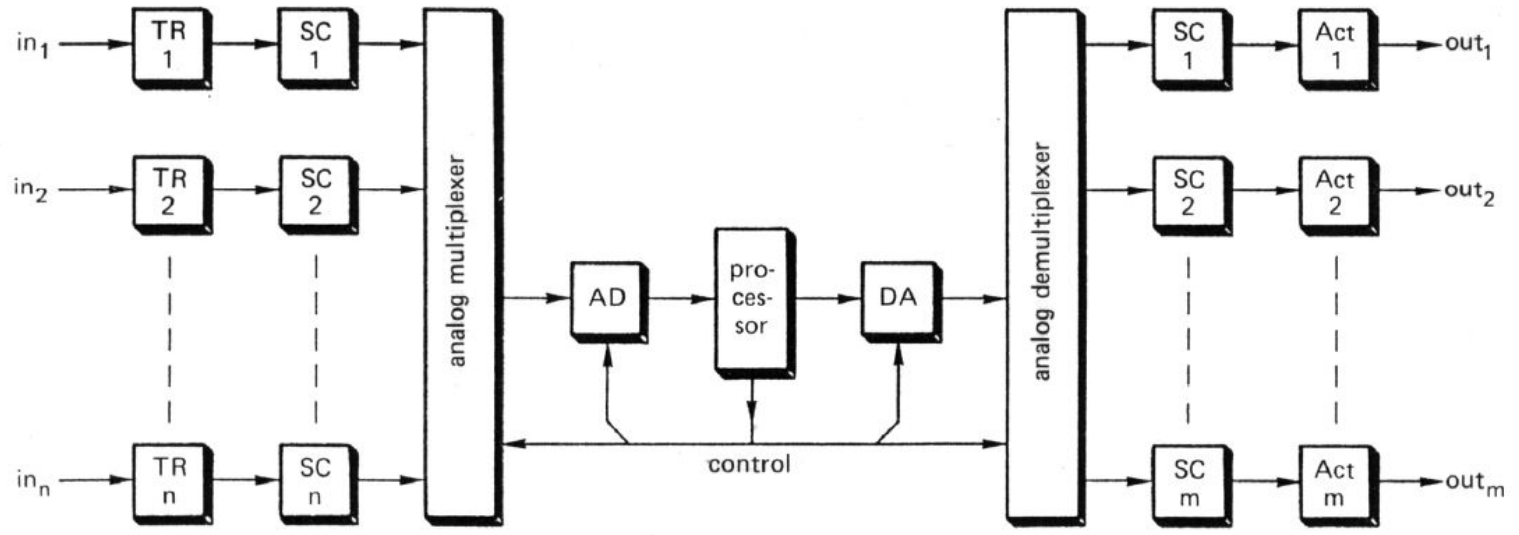 in₁
TR
1
SC
1
SC
1
Act
1
out₁
in₂
TR
2
SC
2
SC
2
Act
2
out₂
analog multiplexer
AD
pro-
ces-
sor
DA
analog demultiplexer
control
inₙ
TR
n
SC
n
SC
m
Act
m
outₘ